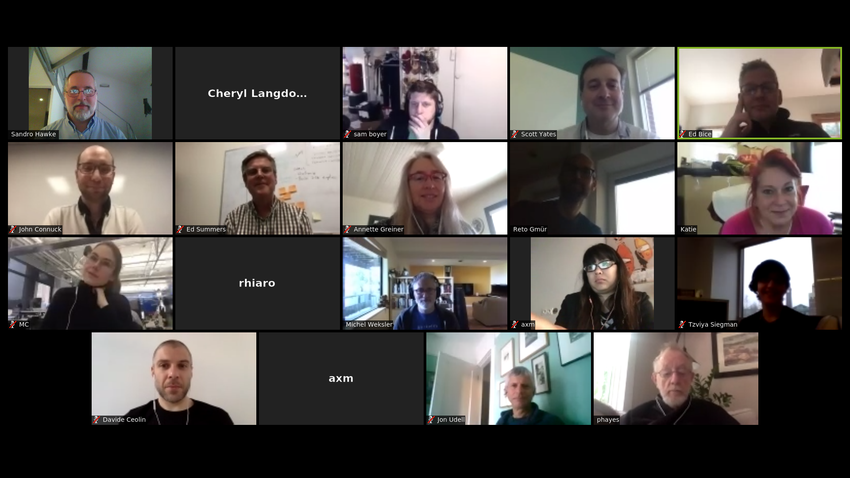 Sandro Hawke
Cheryl Langdo...
sam boyer
Scott Yates
Ed Bice
John Connuck
Ed Summers
Annette Greiner
Reto Gmür
Katie
MC
rhiaro
Michel Weksler
axm
Tzviya Siegman
Davide Ceolin
axm
Jon Udell
phayes